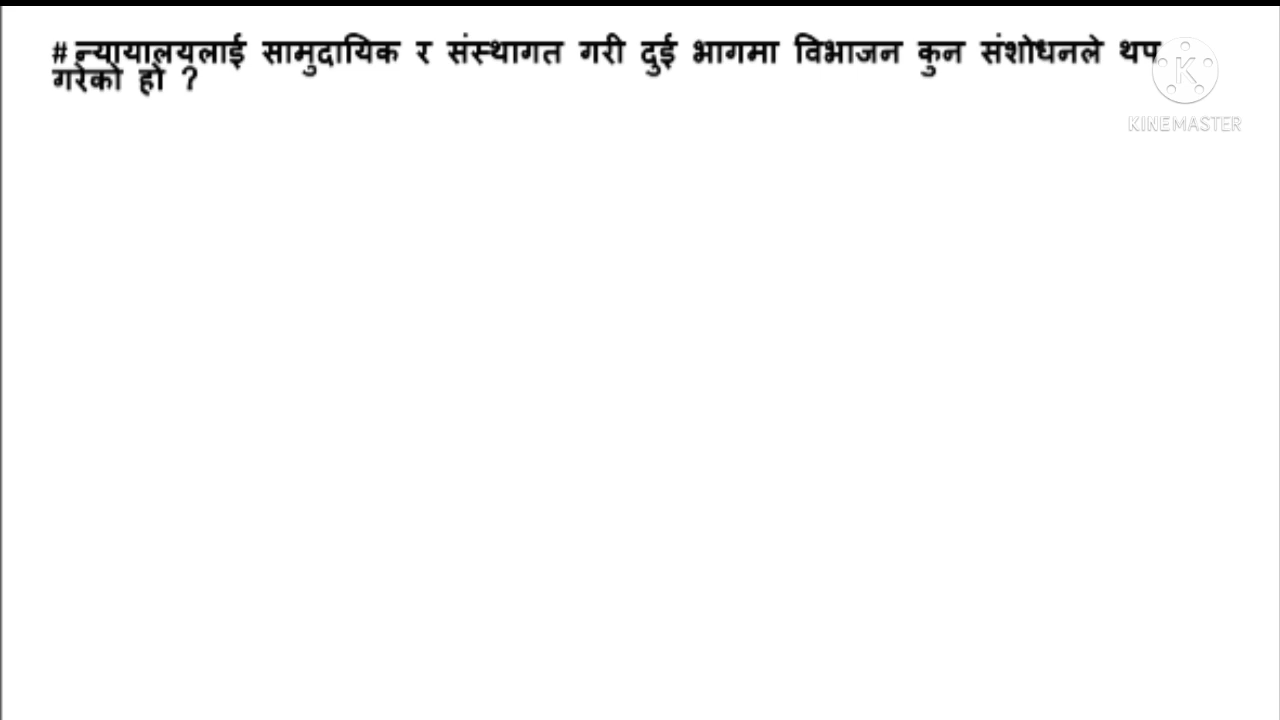 # न्यायालयलाई सामुदायिक र संस्थागत गरी दुई भागमा विभाजन कुन संशोधनले थप
गरेको हो ?
KINEMASTER